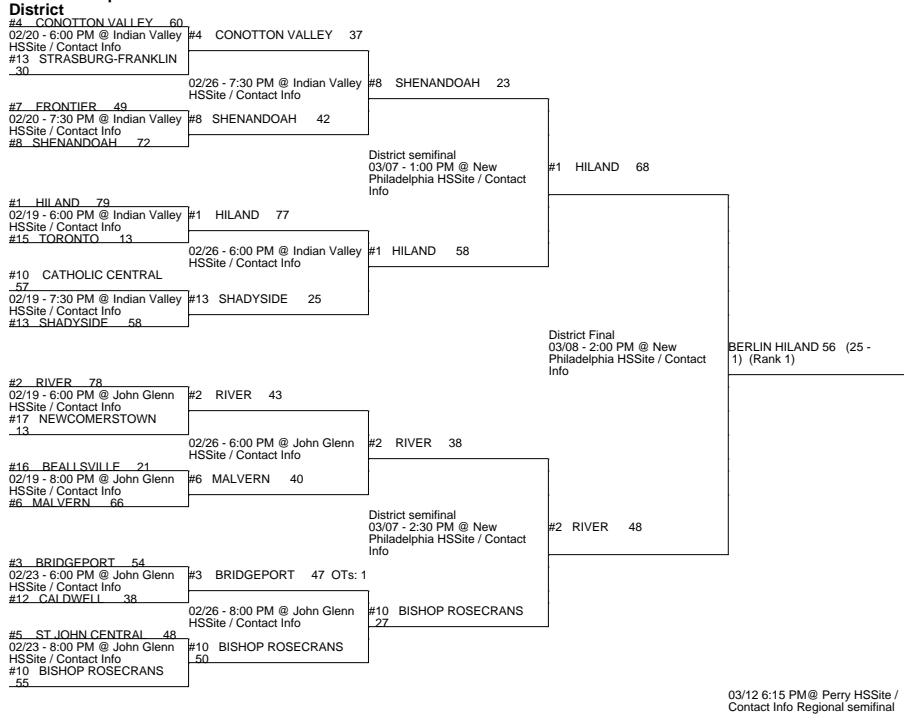 District
#4 CONOTTON VALLEY 60
02/20 - 6:00 PM @ Indian Valley
HSSite / Contact Info
#13 STRASBURG-FRANKLIN
30
#7 FRONTIER 49
02/20 - 7:30 PM @ Indian Valley
HSSite / Contact Info
#8 SHENANDOAH 72
#1 HILAND 79
02/19 - 6:00 PM @ Indian Valley
HSSite / Contact Info
#15 TORONTO 13
#10 CATHOLIC CENTRAL
57
02/19 - 7:30 PM @ Indian Valley
HSSite / Contact Info
#13 SHADYSIDE 58
#2 RIVER 78
02/19 - 6:00 PM @ John Glenn
HSSite / Contact Info
#17 NEWCOMERSTOWN
13
#16 BEALLSVILLE 21
02/19 - 8:00 PM @ John Glenn
HSSite / Contact Info
#6 MALVERN 66
#3 BRIDGEPORT 54
02/23 - 6:00 PM @ John Glenn
HSSite / Contact Info
#12 CALDWELL 38
#5 ST JOHN CENTRAL 48
02/23 - 8:00 PM @ John Glenn
HSSite / Contact Info
#10 BISHOP ROSECRANS
55
#4 CONOTTON VALLEY 37
02/26 - 7:30 PM @ Indian Valley
HSSite / Contact Info
#8 SHENANDOAH 42
#1 HILAND 77
02/26 - 6:00 PM @ Indian Valley
HSSite / Contact Info
#13 SHADYSIDE 25
#2 RIVER 43
02/26 - 6:00 PM @ John Glenn
HSSite / Contact Info
#6 MALVERN 40
#3 BRIDGEPORT 47 OTs: 1
02/26 - 8:00 PM @ John Glenn
HSSite / Contact Info
#10 BISHOP ROSECRANS
50
#8 SHENANDOAH 23
District semifinal
03/07 - 1:00 PM @ New
Philadelphia HSSite / Contact
Info
#1 HILAND 58
#2 RIVER 38
District semifinal
03/07 - 2:30 PM @ New
Philadelphia HSSite / Contact
Info
#10 BISHOP ROSECRANS
27
#1 HILAND 68
District Final
03/08 - 2:00 PM @ New
Philadelphia HSSite / Contact
Info
#2 RIVER 48
BERLIN HILAND 56 (25 -
1) (Rank 1)
03/12 6:15 PM@ Perry HSSite /
Contact Info Regional semifinal